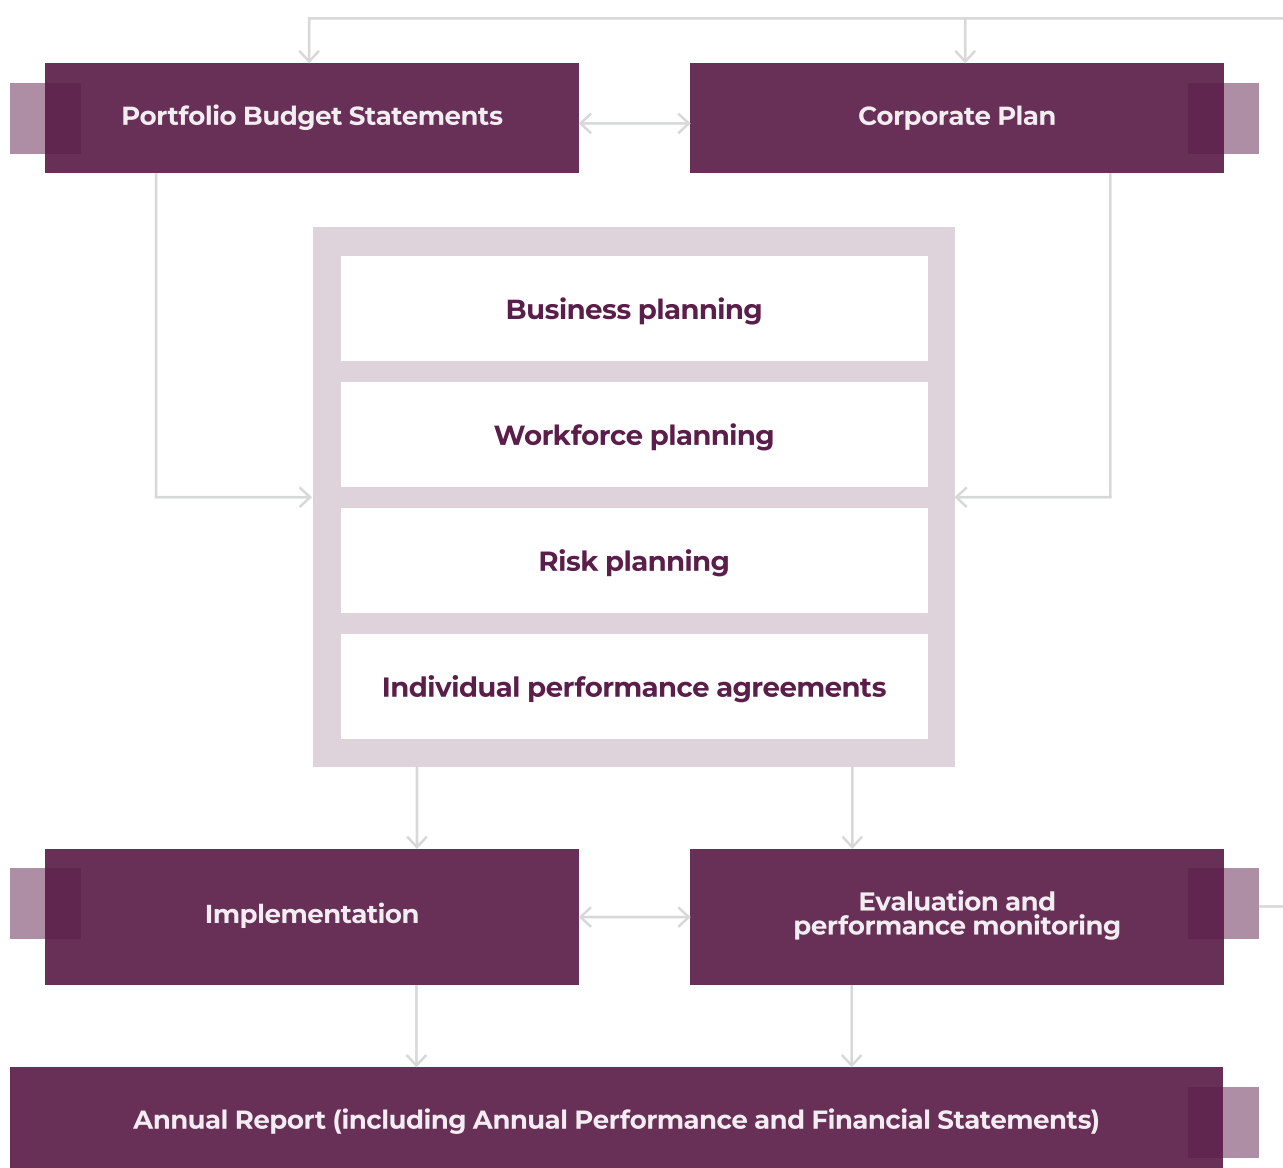 Portfolio Budget Statements
Corporate Plan
Business planning
Workforce planning
Risk planning
Individual performance agreements
Implementation
Evaluation and
performance monitoring
Annual Report (including Annual Performance and Financial Statements)